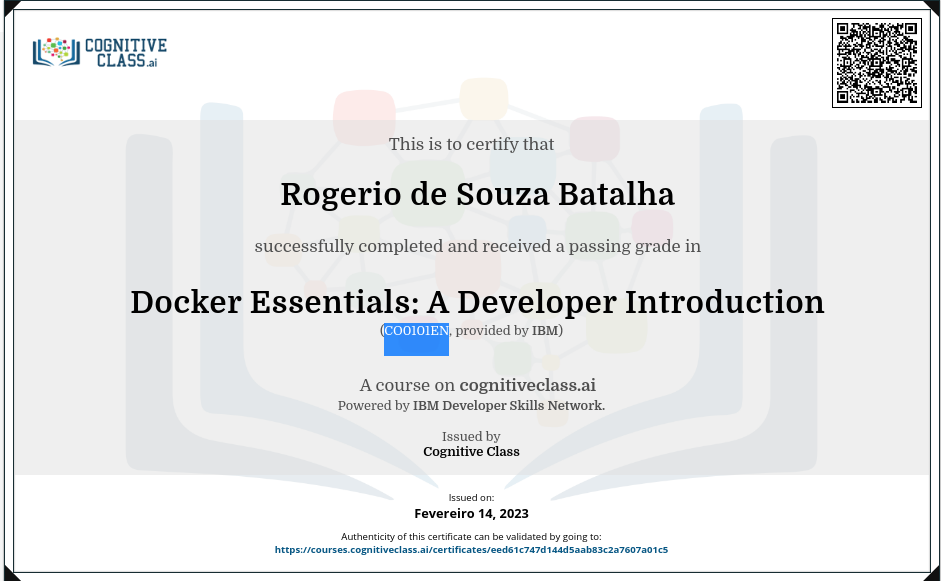 COGNITIVE
CLASS.ai
This is to certify that
Rogerio de Souza Batalha
successfully completed and received a passing grade in
Docker Essentials: A Developer Introduction
(CO0101EN, provided by IBM)
A course on cognitiveclass.ai
Powered by IBM Developer Skills Network.
Issued by
Cognitive Class
Issued on:
Fevereiro 14, 2023
Authenticity of this certificate can be validated by going to:
https://courses.cognitiveclass.ai/certificates/eed61c747d144d5aab83c2a7607a01c5